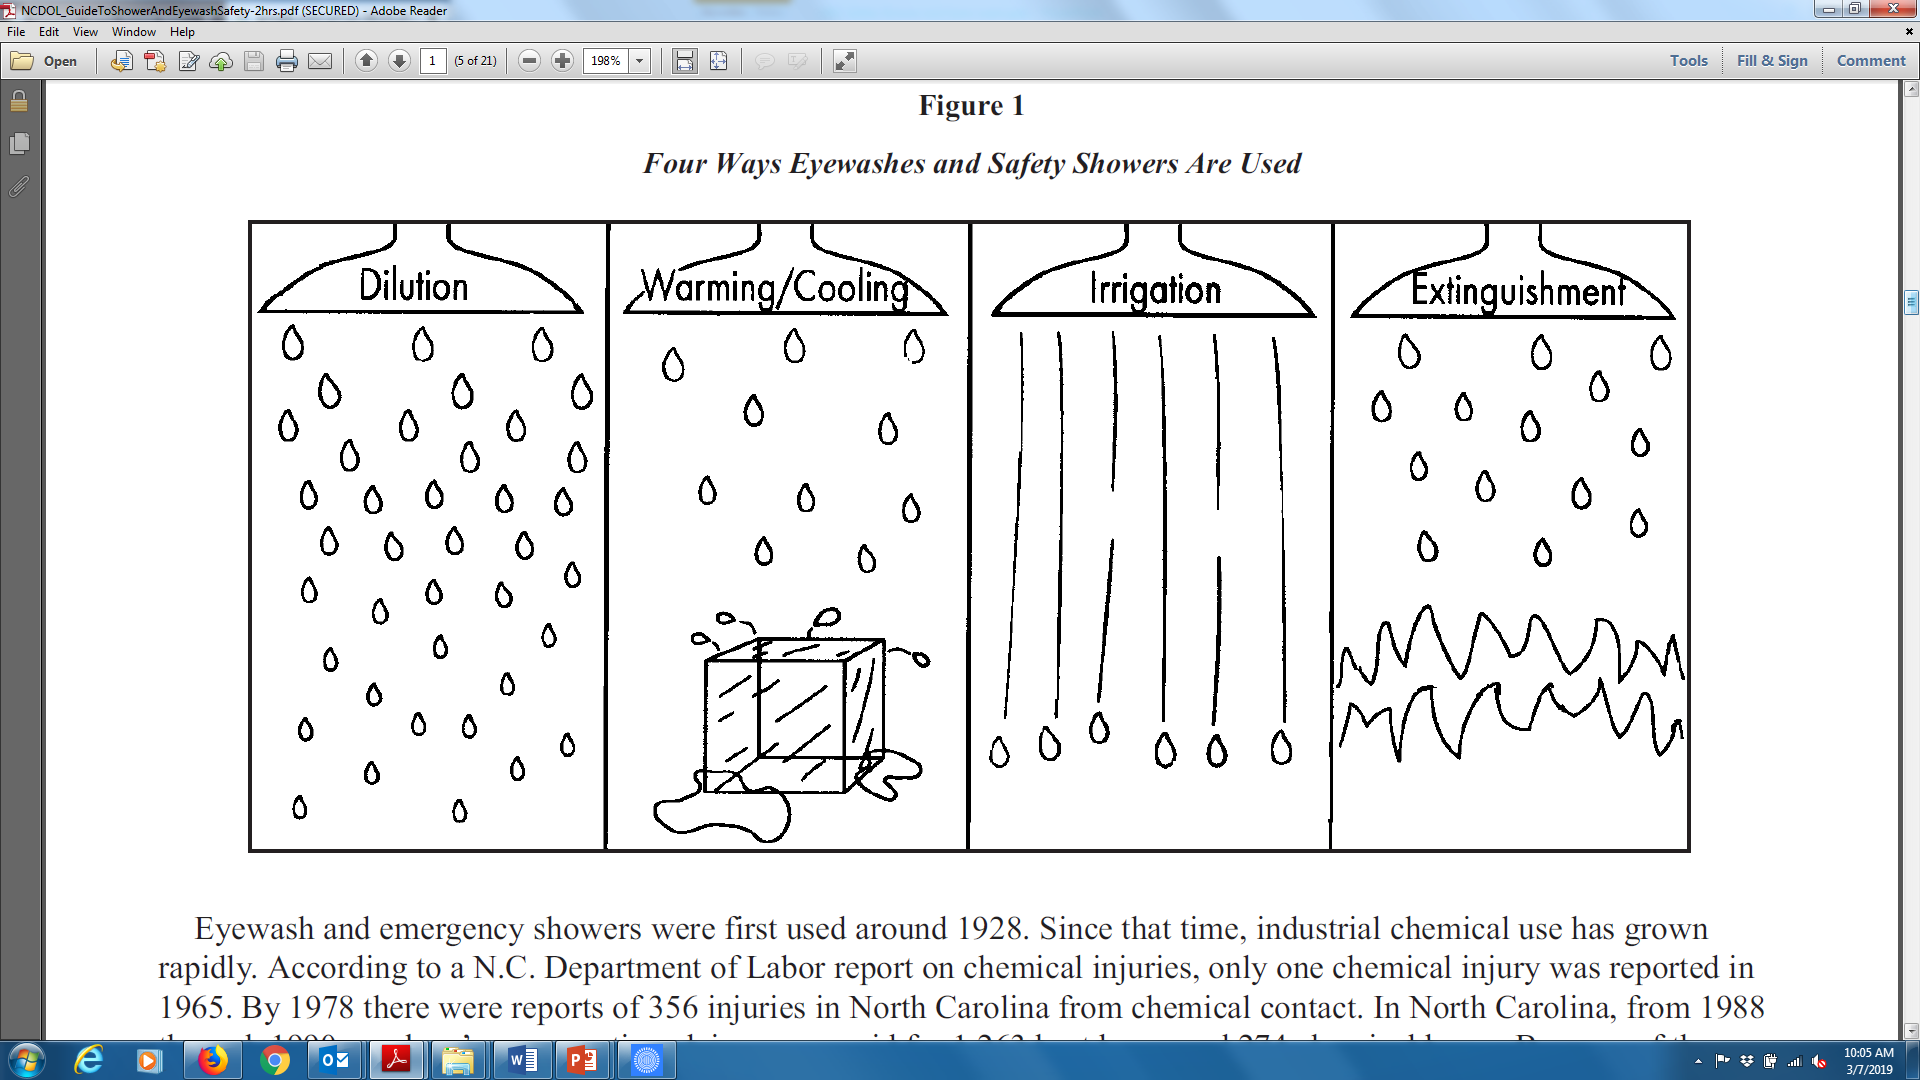 NCDOL_GuideToShowerAndEyewashSafety-2hrs.pdf (SECURED) - Adobe Reader
File Edit View Window Help
Open 1 (5 of 21) 198% Tools Fill & Sign Comment
Figure 1
Four Ways Eyewashes and Safety Showers Are Used
Dilution Warming/Cooling Irrigation Extinguishment
Eyewash and emergency showers were first used around 1928. Since that time, industrial chemical use has grown
rapidly. According to a N.C. Department of Labor report on chemical injuries, only one chemical injury was reported in
1965. By 1978 there were reports of 356 injuries in North Carolina from chemical contact. In North Carolina, from 1988
10:05 AM
3/7/2019